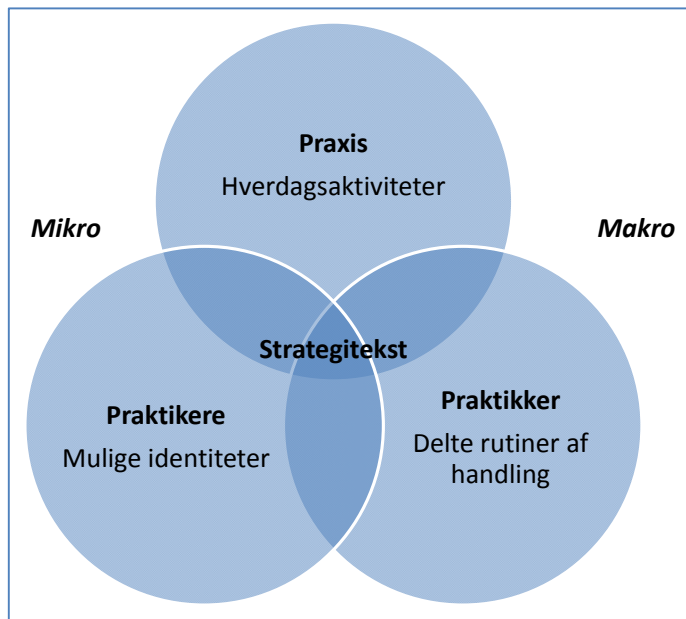 Praxis
Hverdagsaktiviteter
Mikro
Makro
Strategitekst
Praktikere
Mulige identiteter
Praktikker
Delte rutiner af
handling